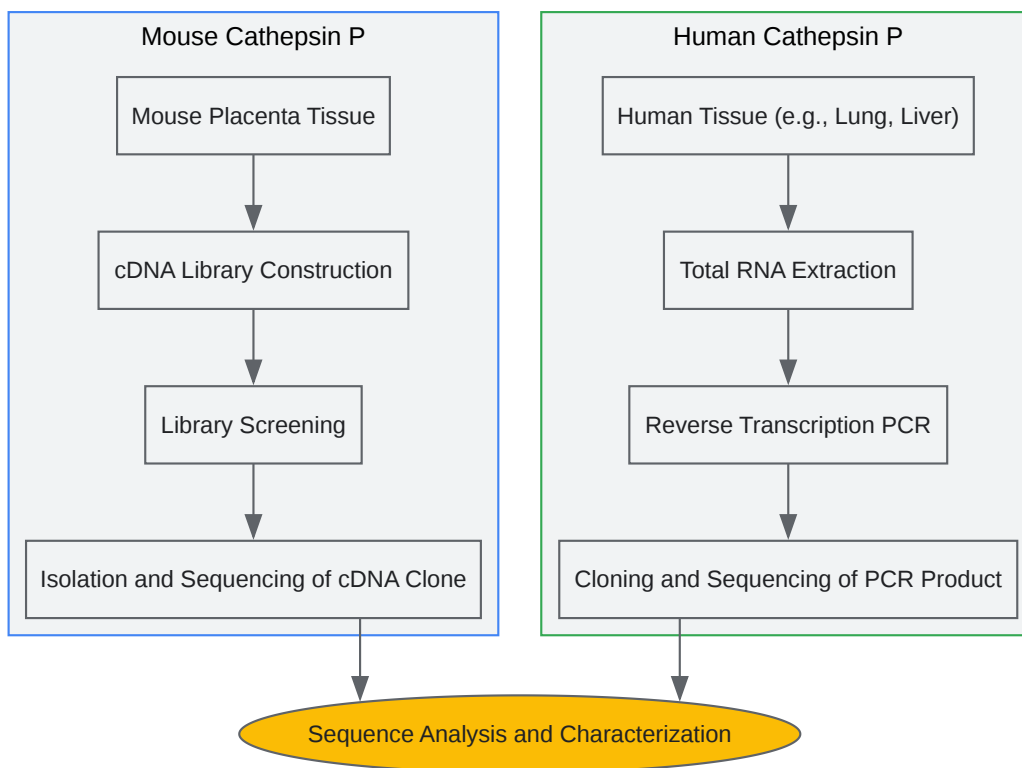 Mouse Cathepsin P
Mouse Placenta Tissue
cDNA Library Construction
Library Screening
Isolation and Sequencing of cDNA Clone
Human Cathepsin P
Human Tissue (e.g., Lung, Liver)
Total RNA Extraction
Reverse Transcription PCR
Cloning and Sequencing of PCR Product
Sequence Analysis and Characterization